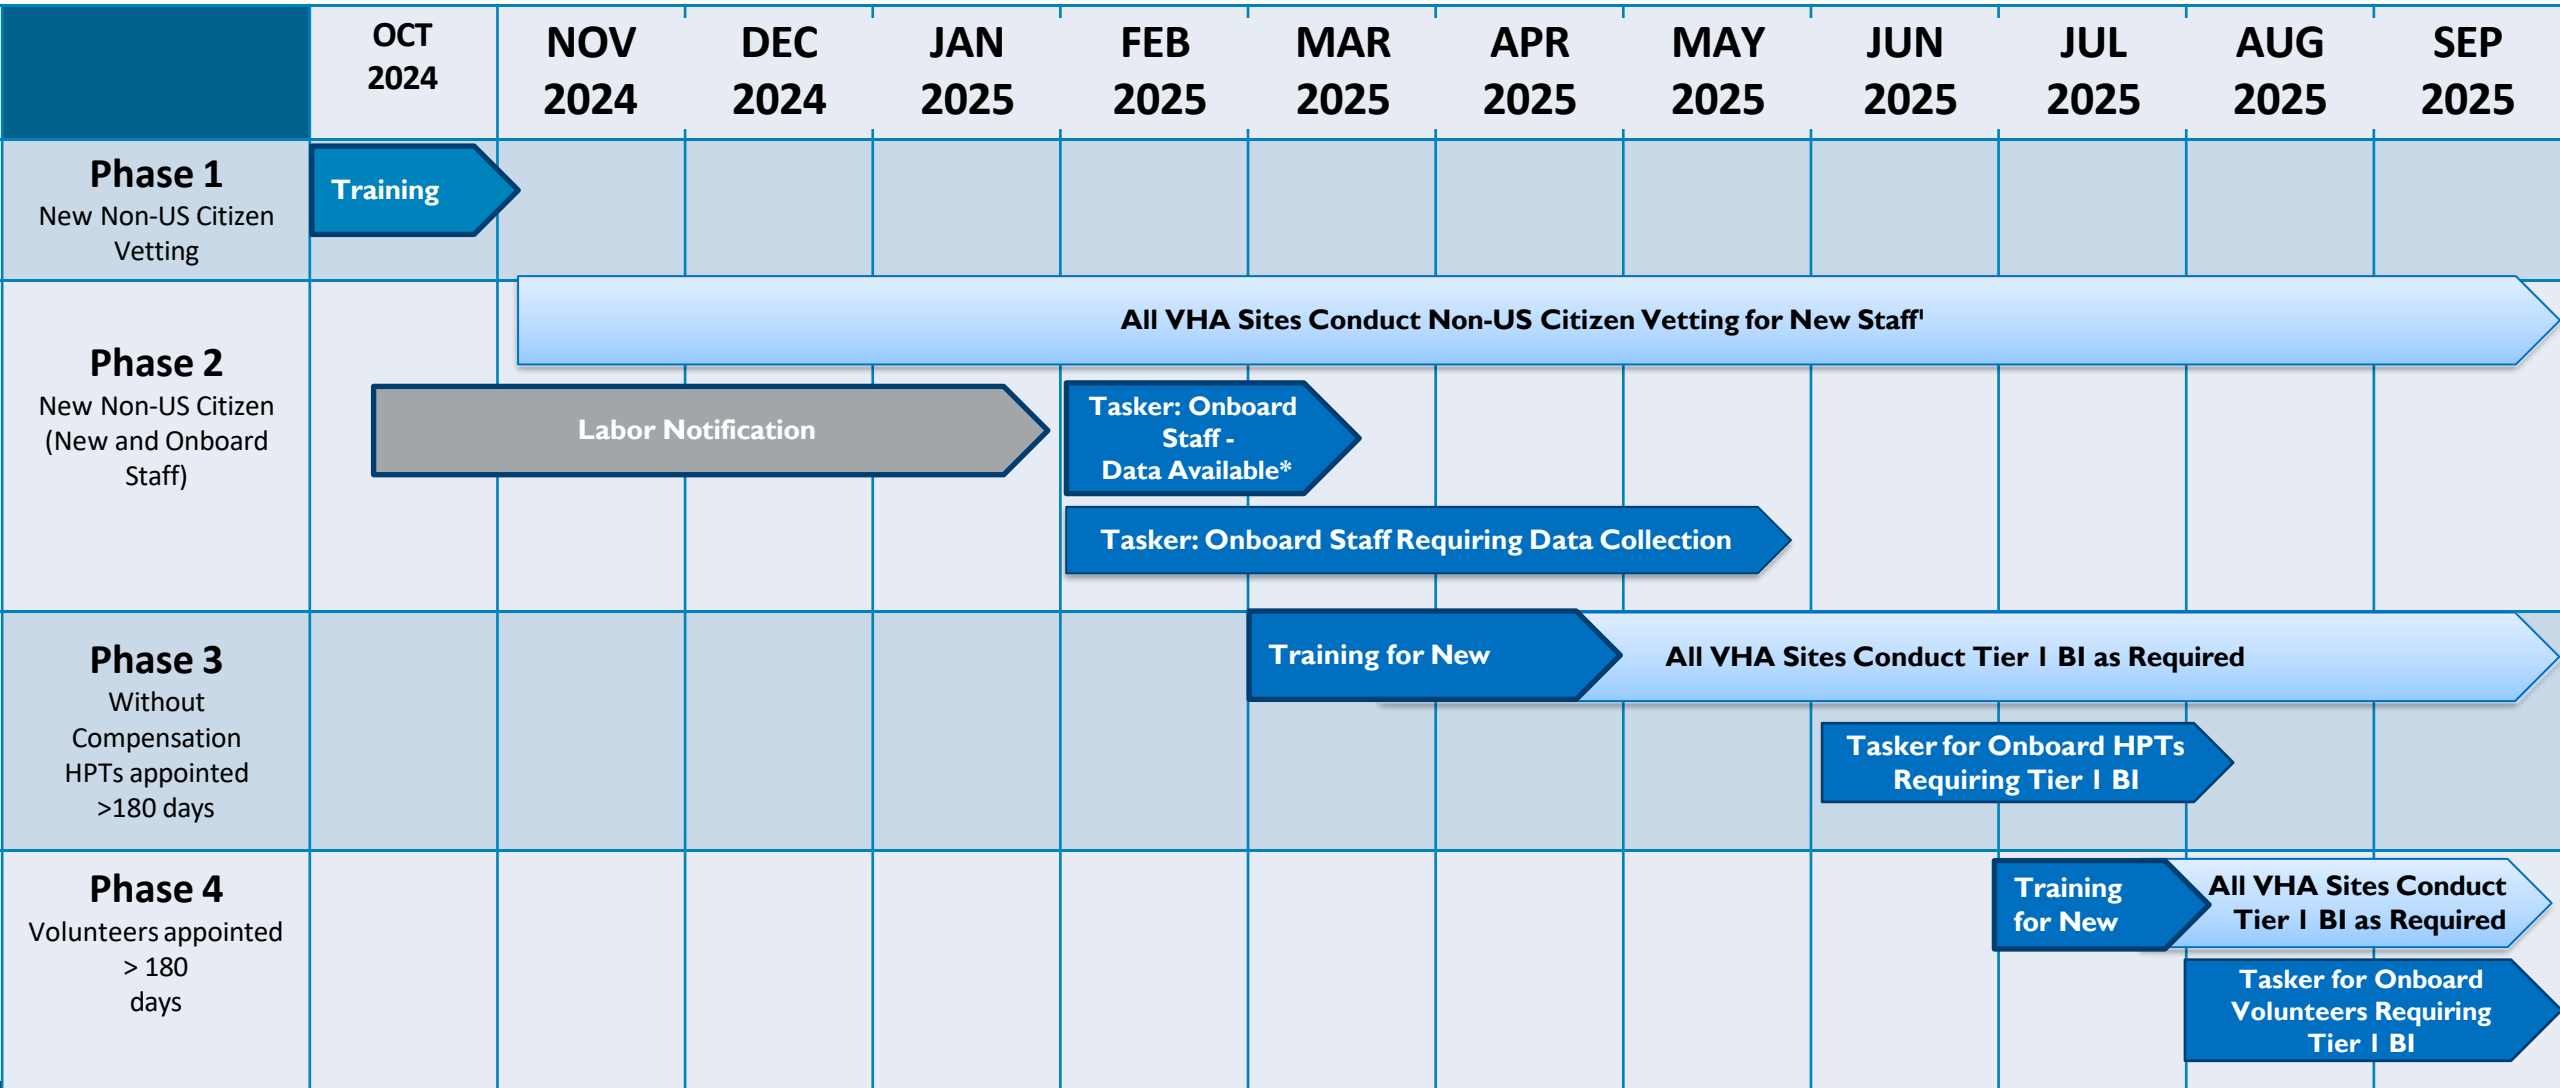 OCT
2024
NOV
2024
DEC
2024
JAN
2025
FEB
2025
MAR
2025
APR
2025
MAY
2025
JUN
2025
JUL
2025
AUG
2025
SEP
2025
Phase 1
New Non-US Citizen
Vetting
Training
Phase 2
New Non-US Citizen
(New and Onboard
Staff)
All VHA Sites Conduct Non-US Citizen Vetting for New Staff¹
Labor Notification
Tasker: Onboard
Staff -
Data Available*
Tasker: Onboard Staff Requiring Data Collection
Phase 3
Without
Compensation
HPTs appointed
>180 days
Training for New
All VHA Sites Conduct Tier 1 BI as Required
Tasker for Onboard HPTs
Requiring Tier 1 BI
Phase 4
Volunteers appointed
> 180
days
Training
for New
All VHA Sites Conduct
Tier 1 BI as Required
Tasker for Onboard
Volunteers Requiring
Tier 1 BI